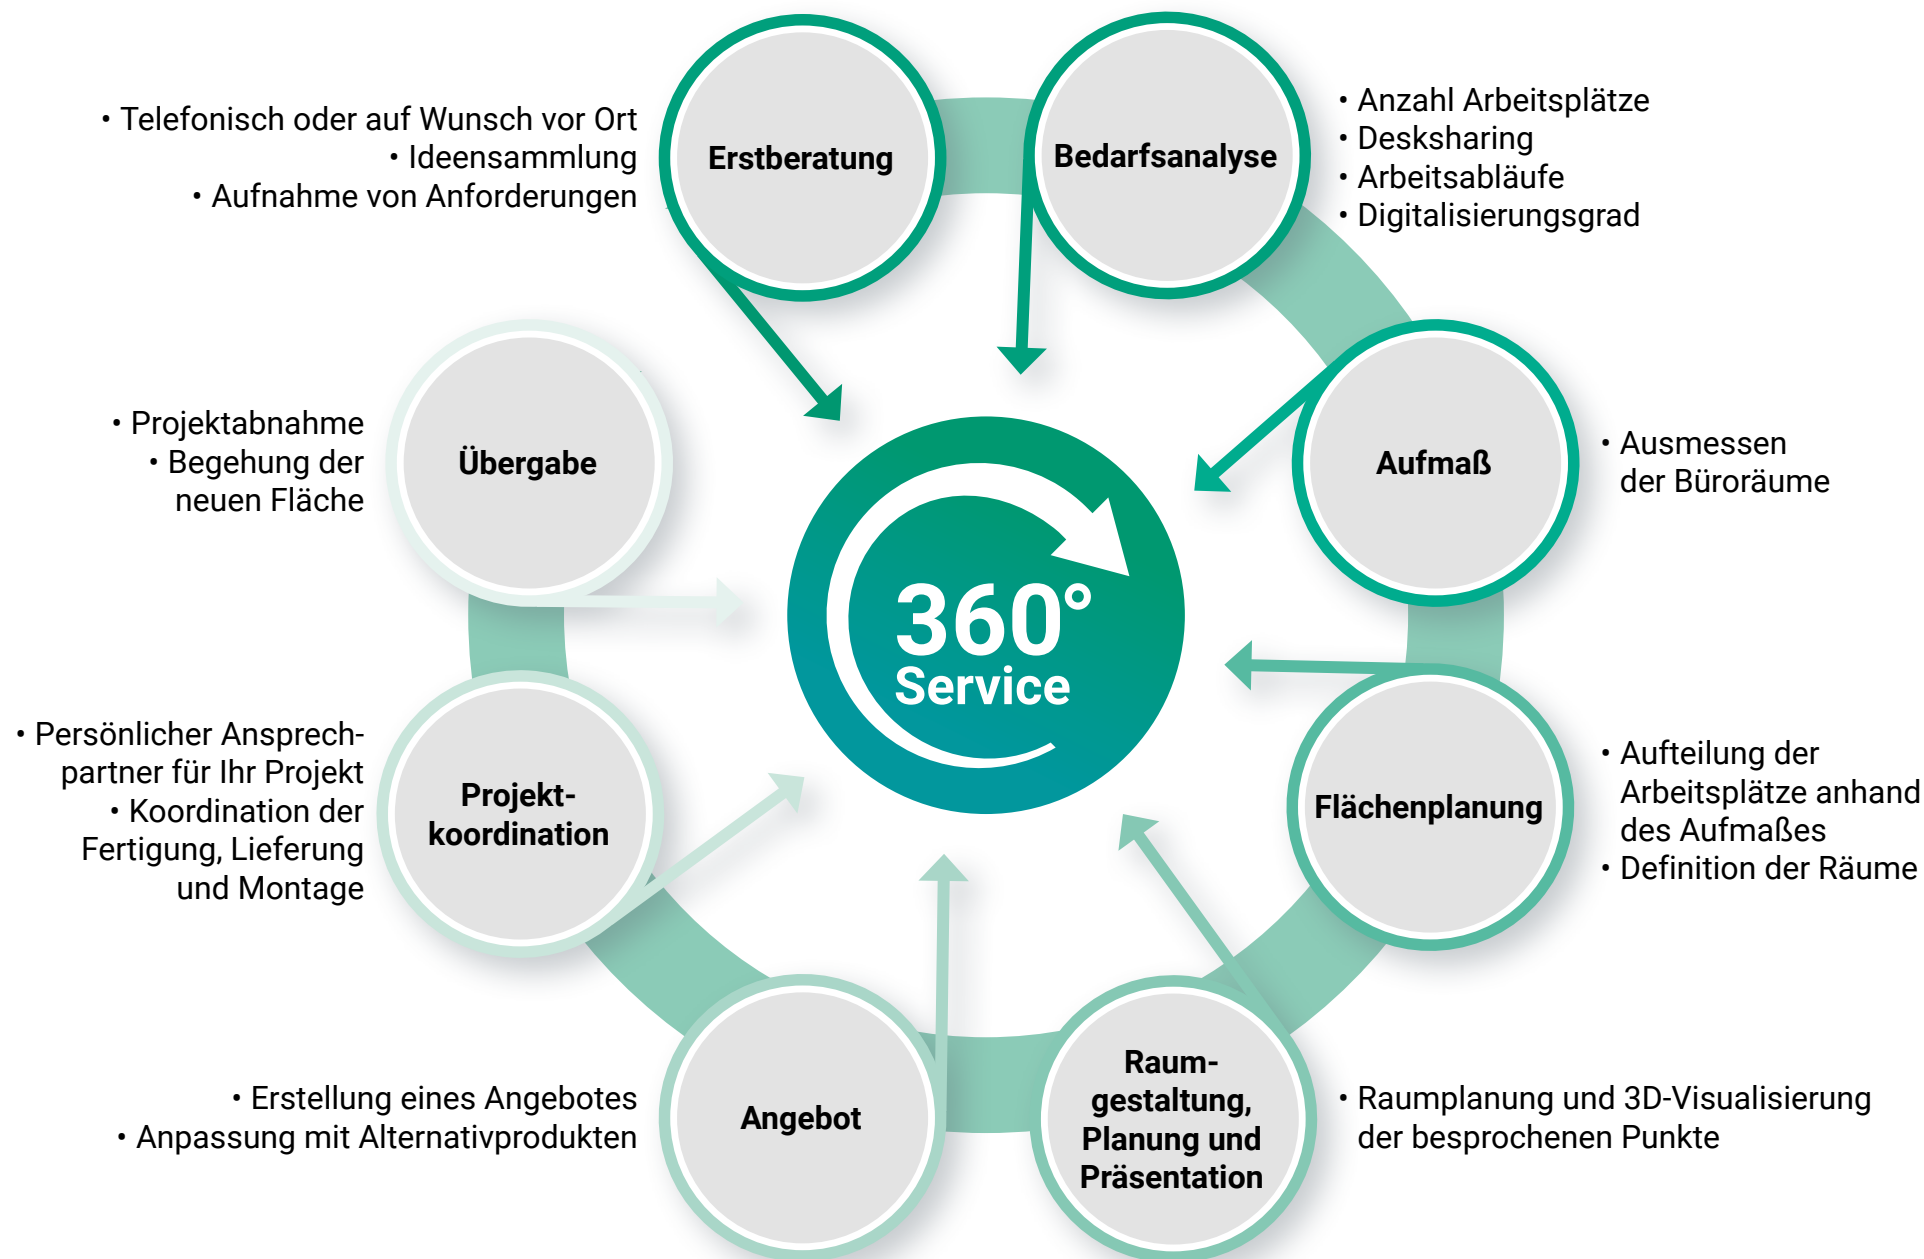 Erstberatung
• Telefonisch oder auf Wunsch vor Ort
• Ideensammlung
• Aufnahme von Anforderungen
Bedarfsanalyse
• Anzahl Arbeitsplätze
• Desksharing
• Arbeitsabläufe
• Digitalisierungsgrad
Aufmaß
• Ausmessen
der Büroräume
Flächenplanung
• Aufteilung der
Arbeitsplätze anhand
des Aufmaßes
• Definition der Räume
Raum-
gestaltung,
Planung und
Präsentation
• Raumplanung und 3D-Visualisierung
der besprochenen Punkte
Angebot
• Erstellung eines Angebotes
• Anpassung mit Alternativprodukten
Projekt-
koordination
• Persönlicher Ansprech-
partner für Ihr Projekt
• Koordination der
Fertigung, Lieferung
und Montage
Übergabe
• Projektabnahme
• Begehung der
neuen Fläche
360°
Service